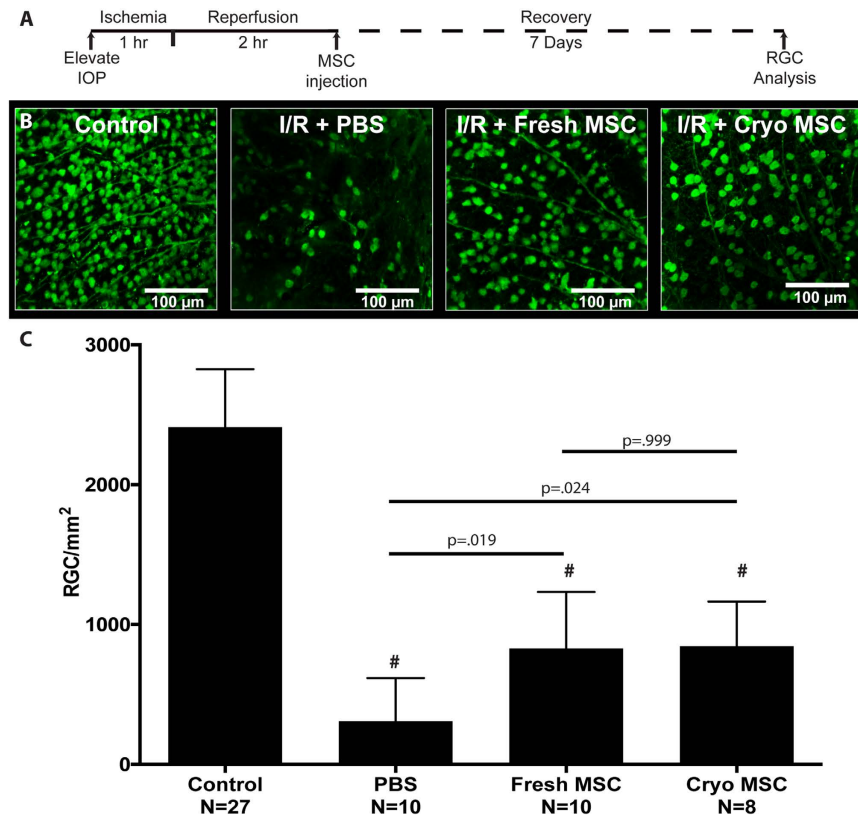 A
Ischemia Reperfusion Recovery
1 hr 2 hr 7 Days
Elevate
IOP
MSC
injection
RGC
Analysis
B
Control
I/R + PBS
I/R + Fresh MSC
I/R + Cryo MSC
100 µm
100 µm
100 µm
100 µm
C
RGC/mm²
3000
2000
1000
0
p=.999
p=.024
p=.019
#
#
#
Control
N=27
PBS
N=10
Fresh MSC
N=10
Cryo MSC
N=8